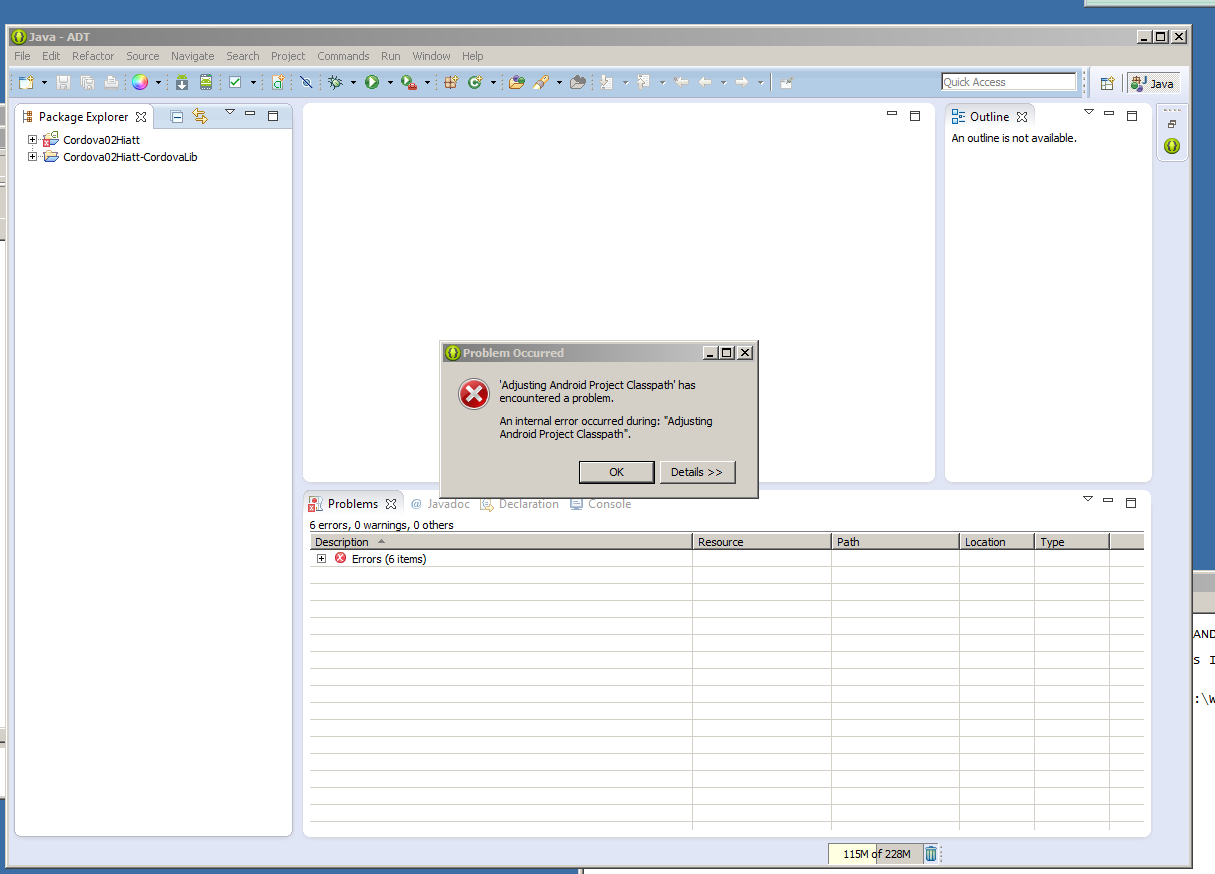 Java - ADT
File Edit Refactor Source Navigate Search Project Commands Run Window Help
Quick Access
Java
Package Explorer
Cordova02Hiatt
Cordova02Hiatt-CordovaLib
Outline
An outline is not available.
Problem Occurred
'Adjusting Android Project Classpath' has
encountered a problem.
An internal error occurred during: "Adjusting
Android Project Classpath".
OK Details >>
Problems @ Javadoc Declaration Console
6 errors, 0 warnings, 0 others
Description Resource Path Location Type
Errors (6 items)
AND
s I
:\W
115M of 228M